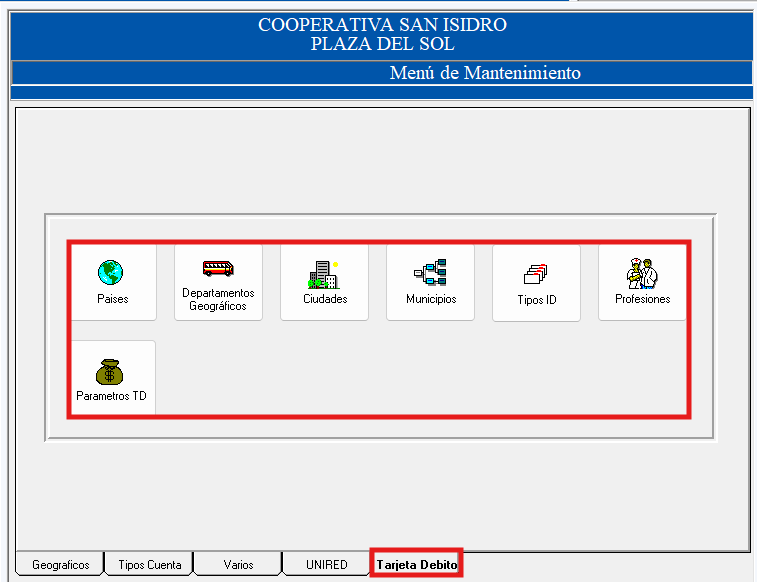 COOPERATIVA SAN ISIDRO
PLAZA DEL SOL
Menú de Mantenimiento
Paises
Departamentos
Geográficos
Ciudades
Municipios
Tipos ID
Profesiones
Parametros TD
Geograficos
Tipos Cuenta
Varios
UNIRED
Tarjeta Debito